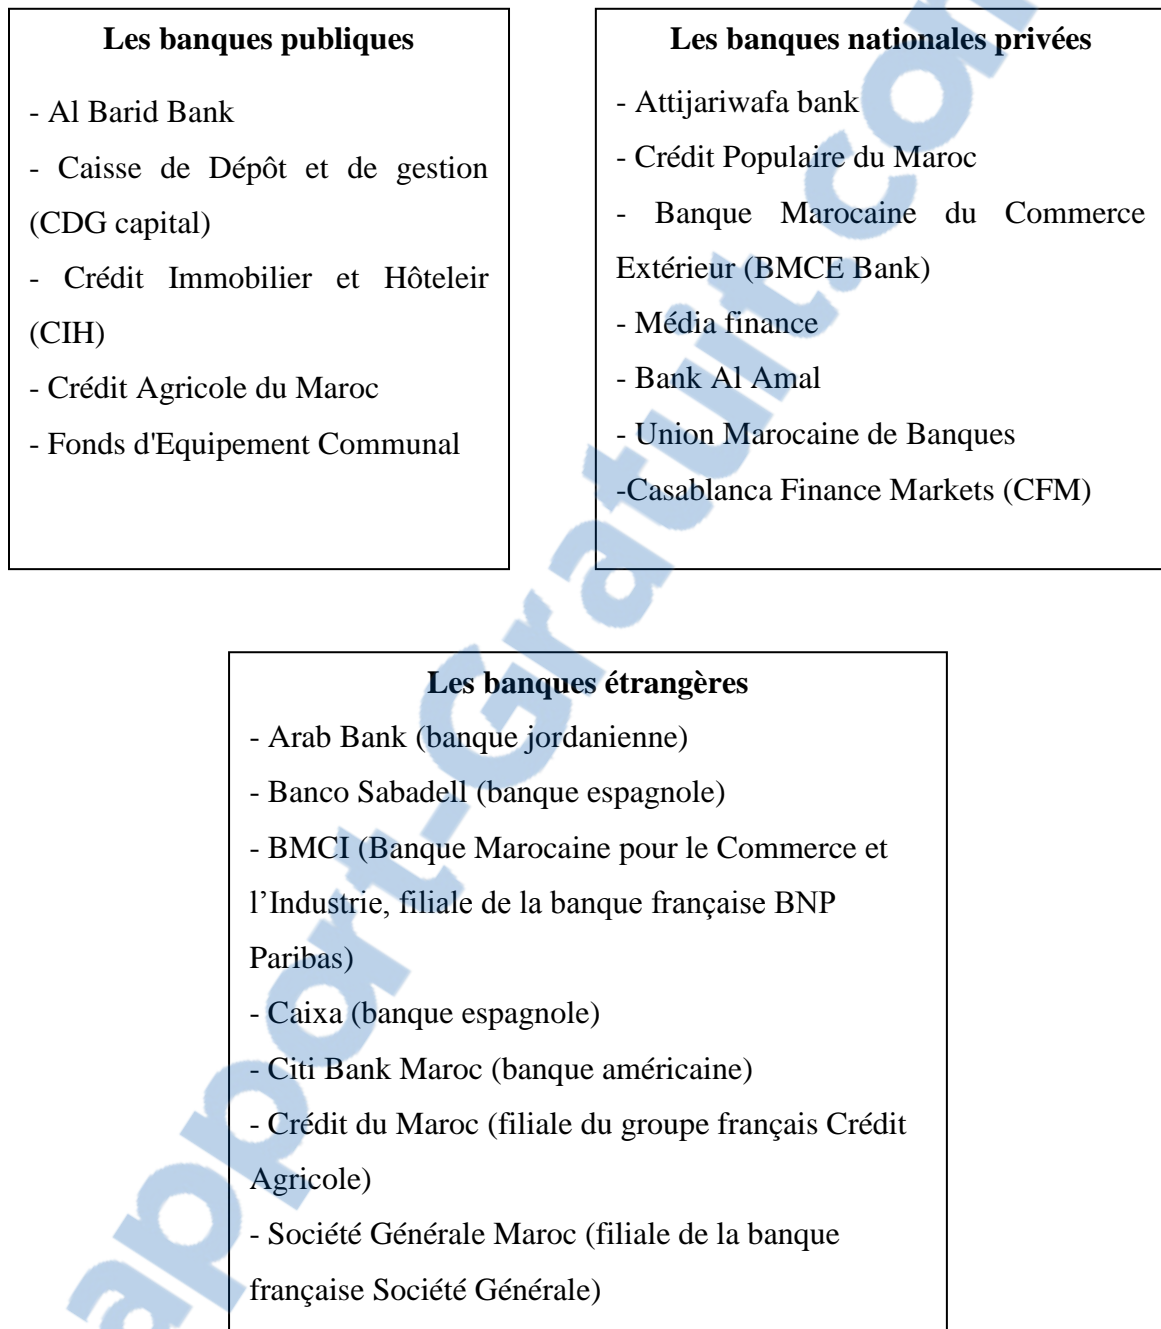 Les banques publiques
- Al Barid Bank
- Caisse de Dépôt et de gestion
(CDG capital)
- Crédit Immobilier et Hôteleir
(CIH)
- Crédit Agricole du Maroc
- Fonds d'Equipement Communal
Les banques nationales privées
- Attijariwafa bank
- Crédit Populaire du Maroc
- Banque Marocaine du Commerce
Extérieur (BMCE Bank)
- Média finance
- Bank Al Amal
- Union Marocaine de Banques
-Casablanca Finance Markets (CFM)
Les banques étrangères
- Arab Bank (banque jordanienne)
- Banco Sabadell (banque espagnole)
- BMCI (Banque Marocaine pour le Commerce et
l’Industrie, filiale de la banque française BNP
Paribas)
- Caixa (banque espagnole)
- Citi Bank Maroc (banque américaine)
- Crédit du Maroc (filiale du groupe français Crédit
Agricole)
- Société Générale Maroc (filiale de la banque
française Société Générale)
apport-Gratuit.com